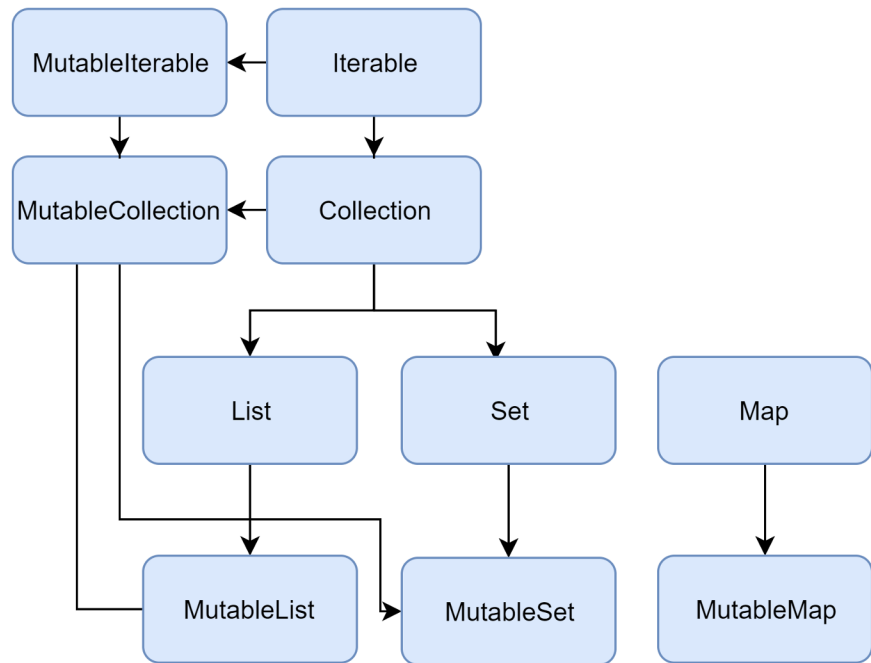 MutableIterable
Iterable
MutableCollection
Collection
List
Set
Map
MutableList
MutableSet
MutableMap